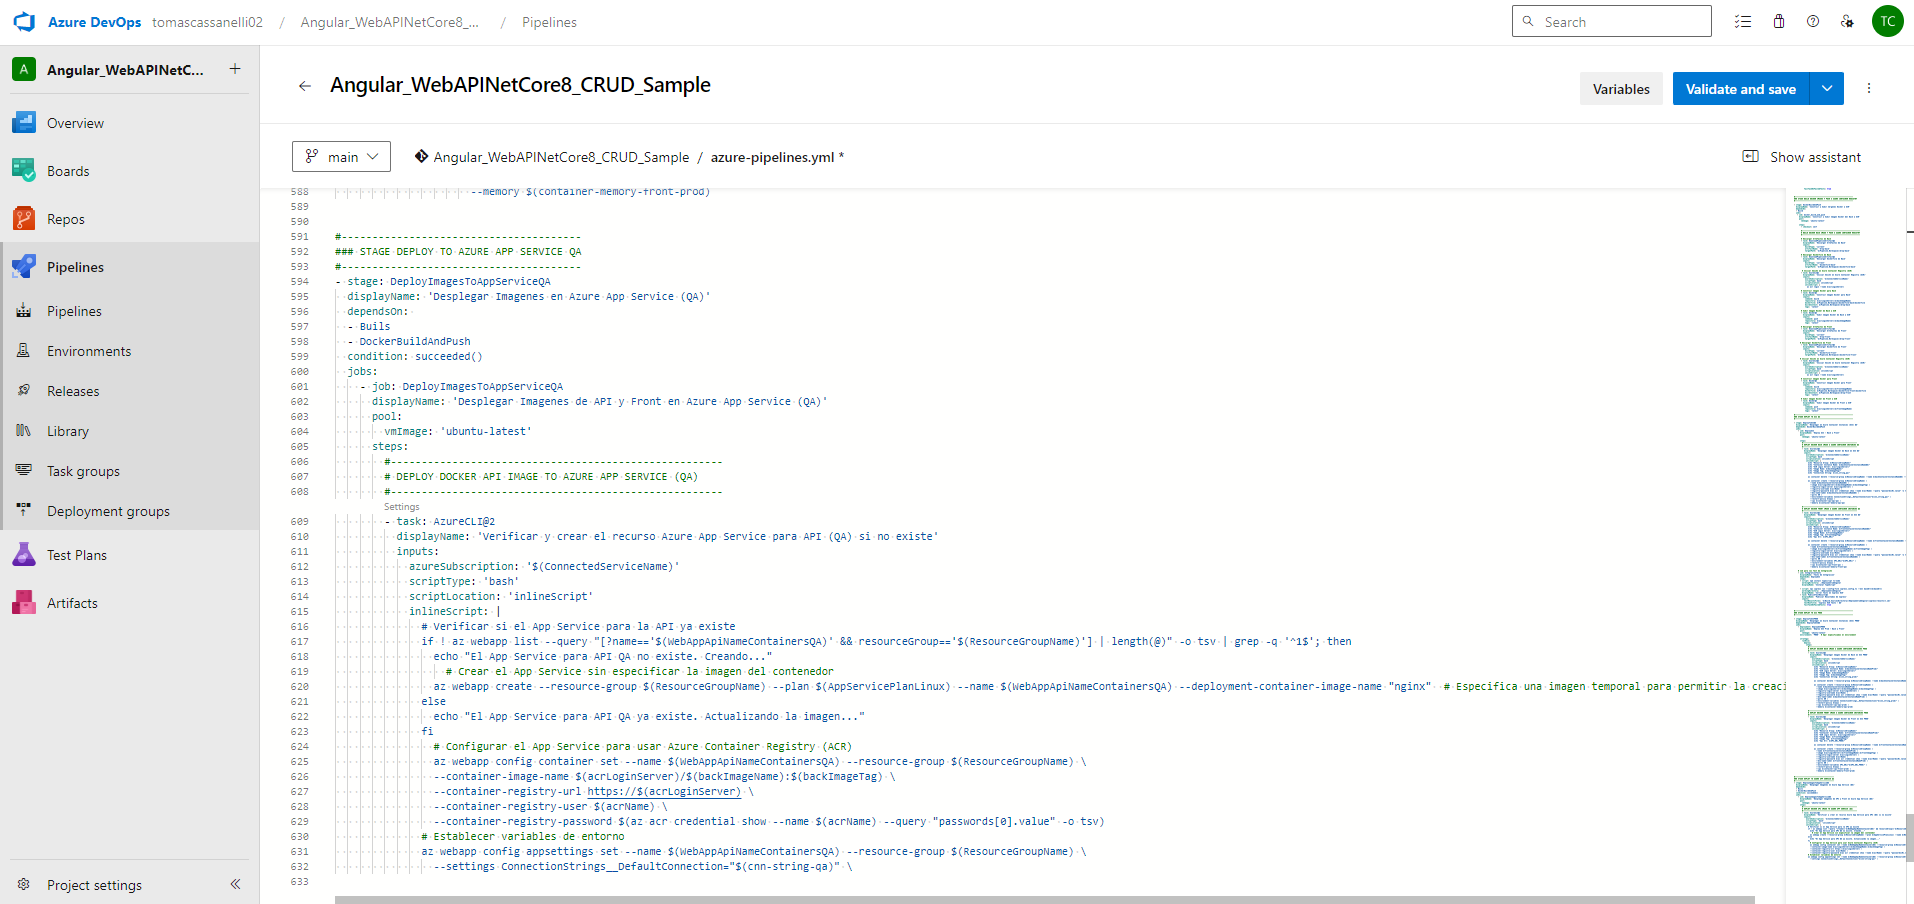 Azure DevOps tomascassanelli02 / Angular_WebAPINetCore8_... / Pipelines Search TC
A Angular_WebAPINetC... +
Overview
Boards
Repos
Pipelines
Pipelines
Environments
Releases
Library
Task groups
Deployment groups
Test Plans
Artifacts
Project settings
Angular_WebAPINetCore8_CRUD_Sample
Variables Validate and save
main Angular_WebAPINetCore8_CRUD_Sample / azure-pipelines.yml * Show assistant
588 --memory $(container-memory-front-prod)
589
590
591 #---------------------------------------
592 ### STAGE DEPLOY TO AZURE APP SERVICE QA
593 #---------------------------------------
594 - stage: DeployImagesToAppServiceQA
595 displayName: 'Desplegar Imagenes en Azure App Service (QA)'
596 dependsOn:
597 - Buils
598 - DockerBuildAndPush
599 condition: succeeded()
600 jobs:
601 - job: DeployImagesToAppServiceQA
602 displayName: 'Desplegar Imagenes de API y Front en Azure App Service (QA)'
603 pool:
604 vmImage: 'ubuntu-latest'
605 steps:
606 #------------------------------------------------------
607 # DEPLOY DOCKER API IMAGE TO AZURE APP SERVICE (QA)
608 #------------------------------------------------------
Settings
609 - task: AzureCLI@2
610 displayName: 'Verificar y crear el recurso Azure App Service para API (QA) si no existe'
611 inputs:
612 azureSubscription: '$(ConnectedServiceName)'
613 scriptType: 'bash'
614 scriptLocation: 'inlineScript'
615 inlineScript: |
616 # Verificar si el App Service para la API ya existe
617 if ! az webapp list --query "[?name=='$(WebAppApiNameContainersQA)' && resourceGroup=='$(ResourceGroupName)'] | length(@)" -o tsv | grep -q '^1$'; then
618 echo "El App Service para API QA no existe. Creando..."
619 # Crear el App Service sin especificar la imagen del contenedor
620 az webapp create --resource-group $(ResourceGroupName) --plan $(AppServicePlanLinux) --name $(WebAppApiNameContainersQA) --deployment-container-image-name "nginx" # Especifica una imagen temporal para permitir la creaci
621 else
622 echo "El App Service para API QA ya existe. Actualizando la imagen..."
623 fi
624 # Configurar el App Service para usar Azure Container Registry (ACR)
625 az webapp config container set --name $(WebAppApiNameContainersQA) --resource-group $(ResourceGroupName) \
626 --container-image-name $(acrLoginServer)/$(backImageName):$(backImageTag) \
627 --container-registry-url https://$(acrLoginServer) \
628 --container-registry-user $(acrName) \
629 --container-registry-password $(az acr credential show --name $(acrName) --query "passwords[0].value" -o tsv)
630 # Establecer variables de entorno
631 az webapp config appsettings set --name $(WebAppApiNameContainersQA) --resource-group $(ResourceGroupName) \
632 --settings ConnectionStrings__DefaultConnection="$(cnn-string-qa)" \
633